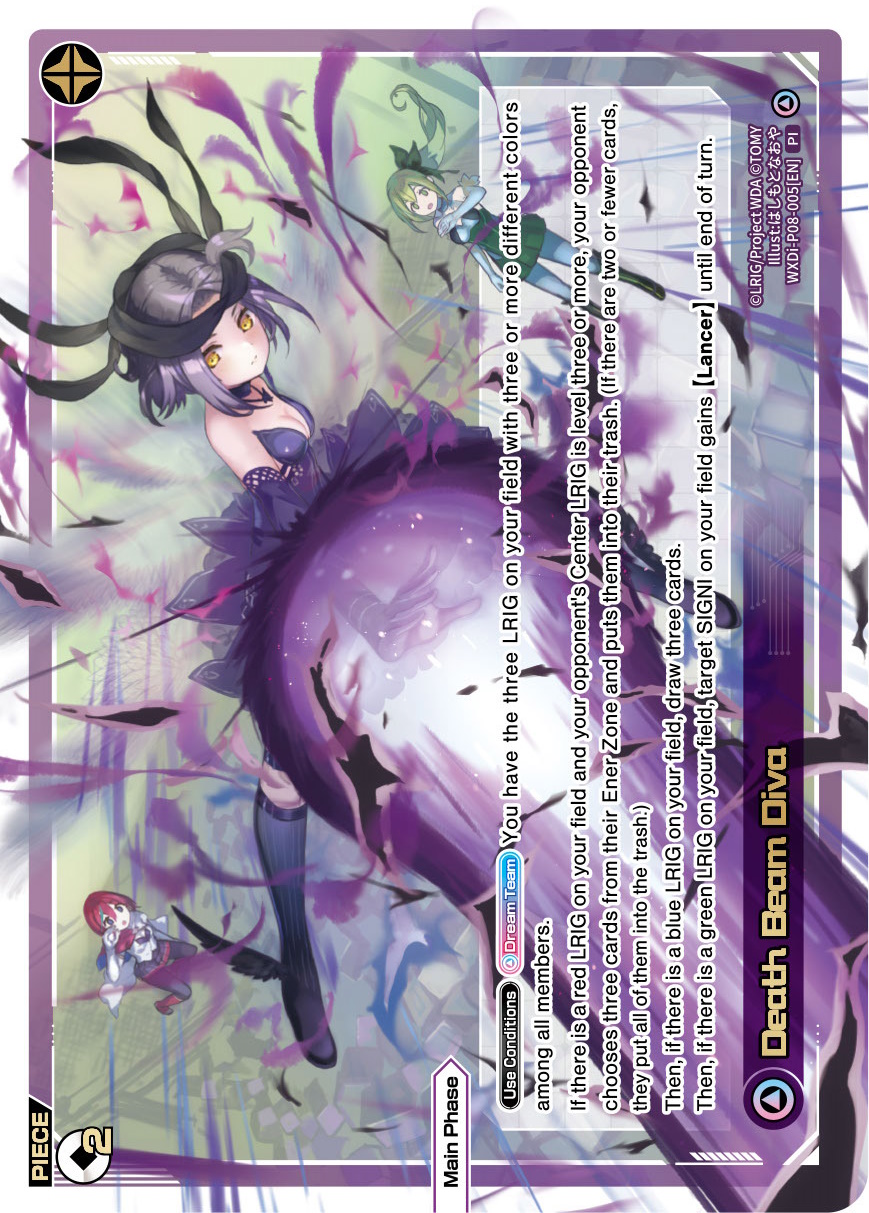 PIECE
2
Main Phase
Use Conditions Dream Team You have the three LRIG on your field with three or more different colors
among all members.
If there is a red LRIG on your field and your opponent's Center LRIG is level three or more, your opponent
chooses three cards from their Ener Zone and puts them into their trash. (If there are two or fewer cards,
they put all of them into the trash.)
Then, if there is a blue LRIG on your field, draw three cards.
Then, if there is a green LRIG on your field, target SIGNI on your field gains 【Lancer】 until end of turn.
Death Beam Diva
©LRIG/Project WDA ©TOMY
Illust:はしもとなおや
WXDi-P08-005[EN] PI